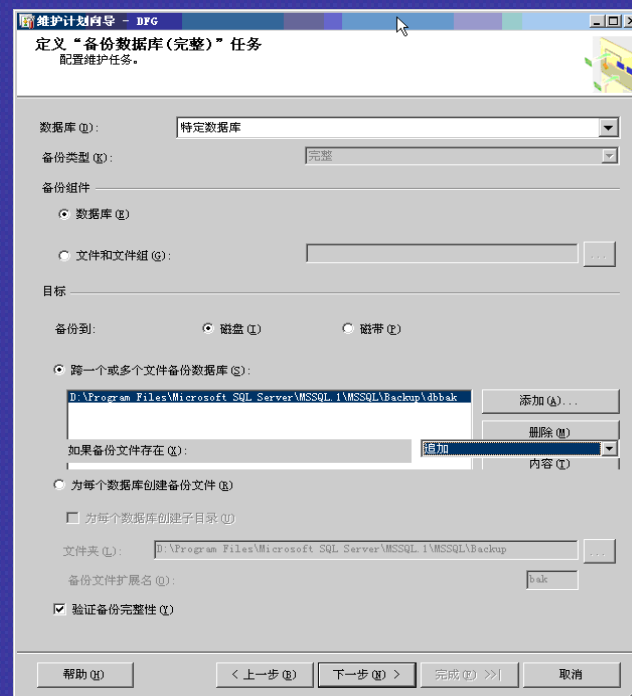 维护计划向导 - DFG
定义“备份数据库(完整)”任务
配置维护任务。
数据库(D): 特定数据库
备份类型(K): 完整
备份组件
数据库(E)
文件和文件组(G): ...
目标
备份到: 磁盘(I) 磁带(P)
跨一个或多个文件备份数据库(S):
D:\Program Files\Microsoft SQL Server\MSSQL.1\MSSQL\Backup\dbbak 添加(A)...
删除(M)
如果备份文件存在(X): 追加
内容(T)
为每个数据库创建备份文件(R)
为每个数据库创建子目录(U)
文件夹(L): D:\Program Files\Microsoft SQL Server\MSSQL.1\MSSQL\Backup ...
备份文件扩展名(O): bak
验证备份完整性(Y)
帮助(H) < 上一步(B) 下一步(N) > 完成(F) >>| 取消